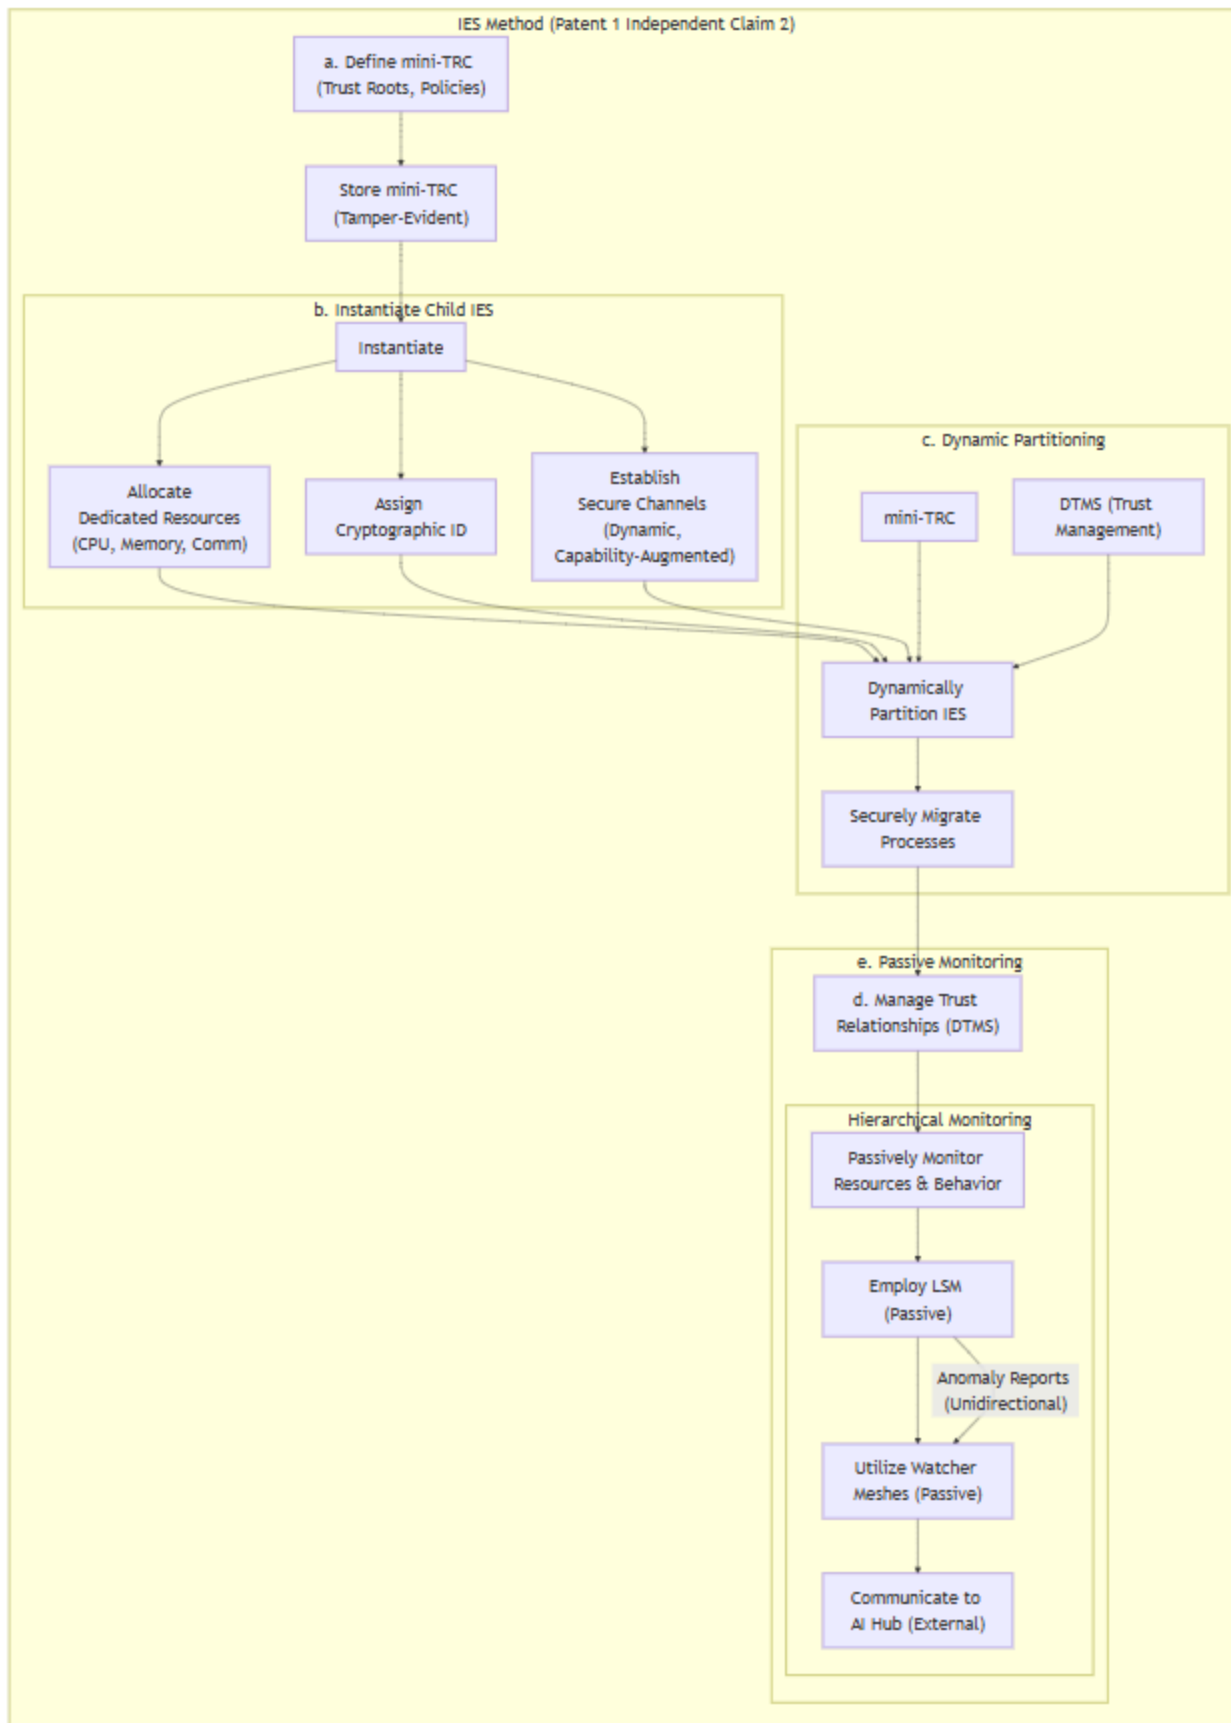 IES Method (Patent 1 Independent Claim 2)
a. Define mini-TRC
(Trust Roots, Policies)
Store mini-TRC
(Tamper-Evident)
b. Instantiate Child IES
Instantiate
Allocate
Dedicated Resources
(CPU, Memory, Comm)
Assign
Cryptographic ID
Establish
Secure Channels
(Dynamic,
Capability-Augmented)
c. Dynamic Partitioning
mini-TRC
DTMS (Trust
Management)
Dynamically
Partition IES
Securely Migrate
Processes
e. Passive Monitoring
d. Manage Trust
Relationships (DTMS)
Hierarchical Monitoring
Passively Monitor
Resources & Behavior
Employ LSM
(Passive)
Anomaly Reports
(Unidirectional)
Utilize Watcher
Meshes (Passive)
Communicate to
AI Hub (External)